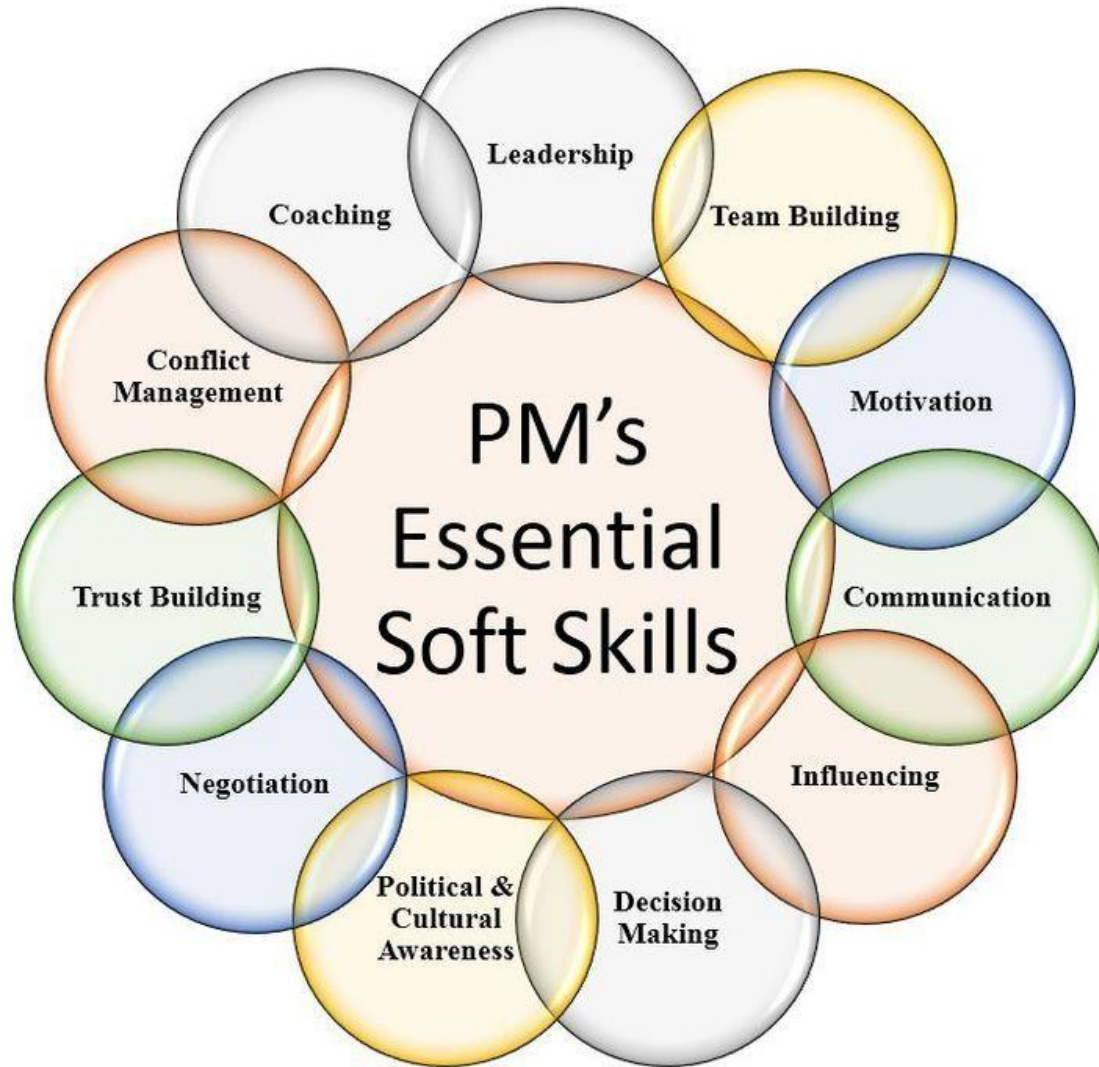 PM’s
Essential
Soft Skills
Leadership
Team Building
Motivation
Communication
Influencing
Decision
Making
Political &
Cultural
Awareness
Negotiation
Trust Building
Conflict
Management
Coaching